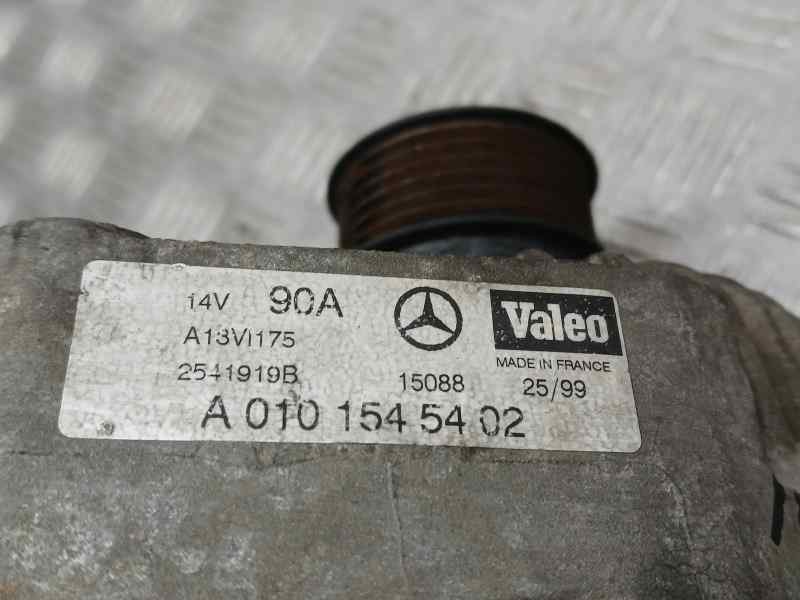 14V 90A Valeo
A13VI175 MADE IN FRANCE
2541919B 15088 25/99
A 010 154 54 02